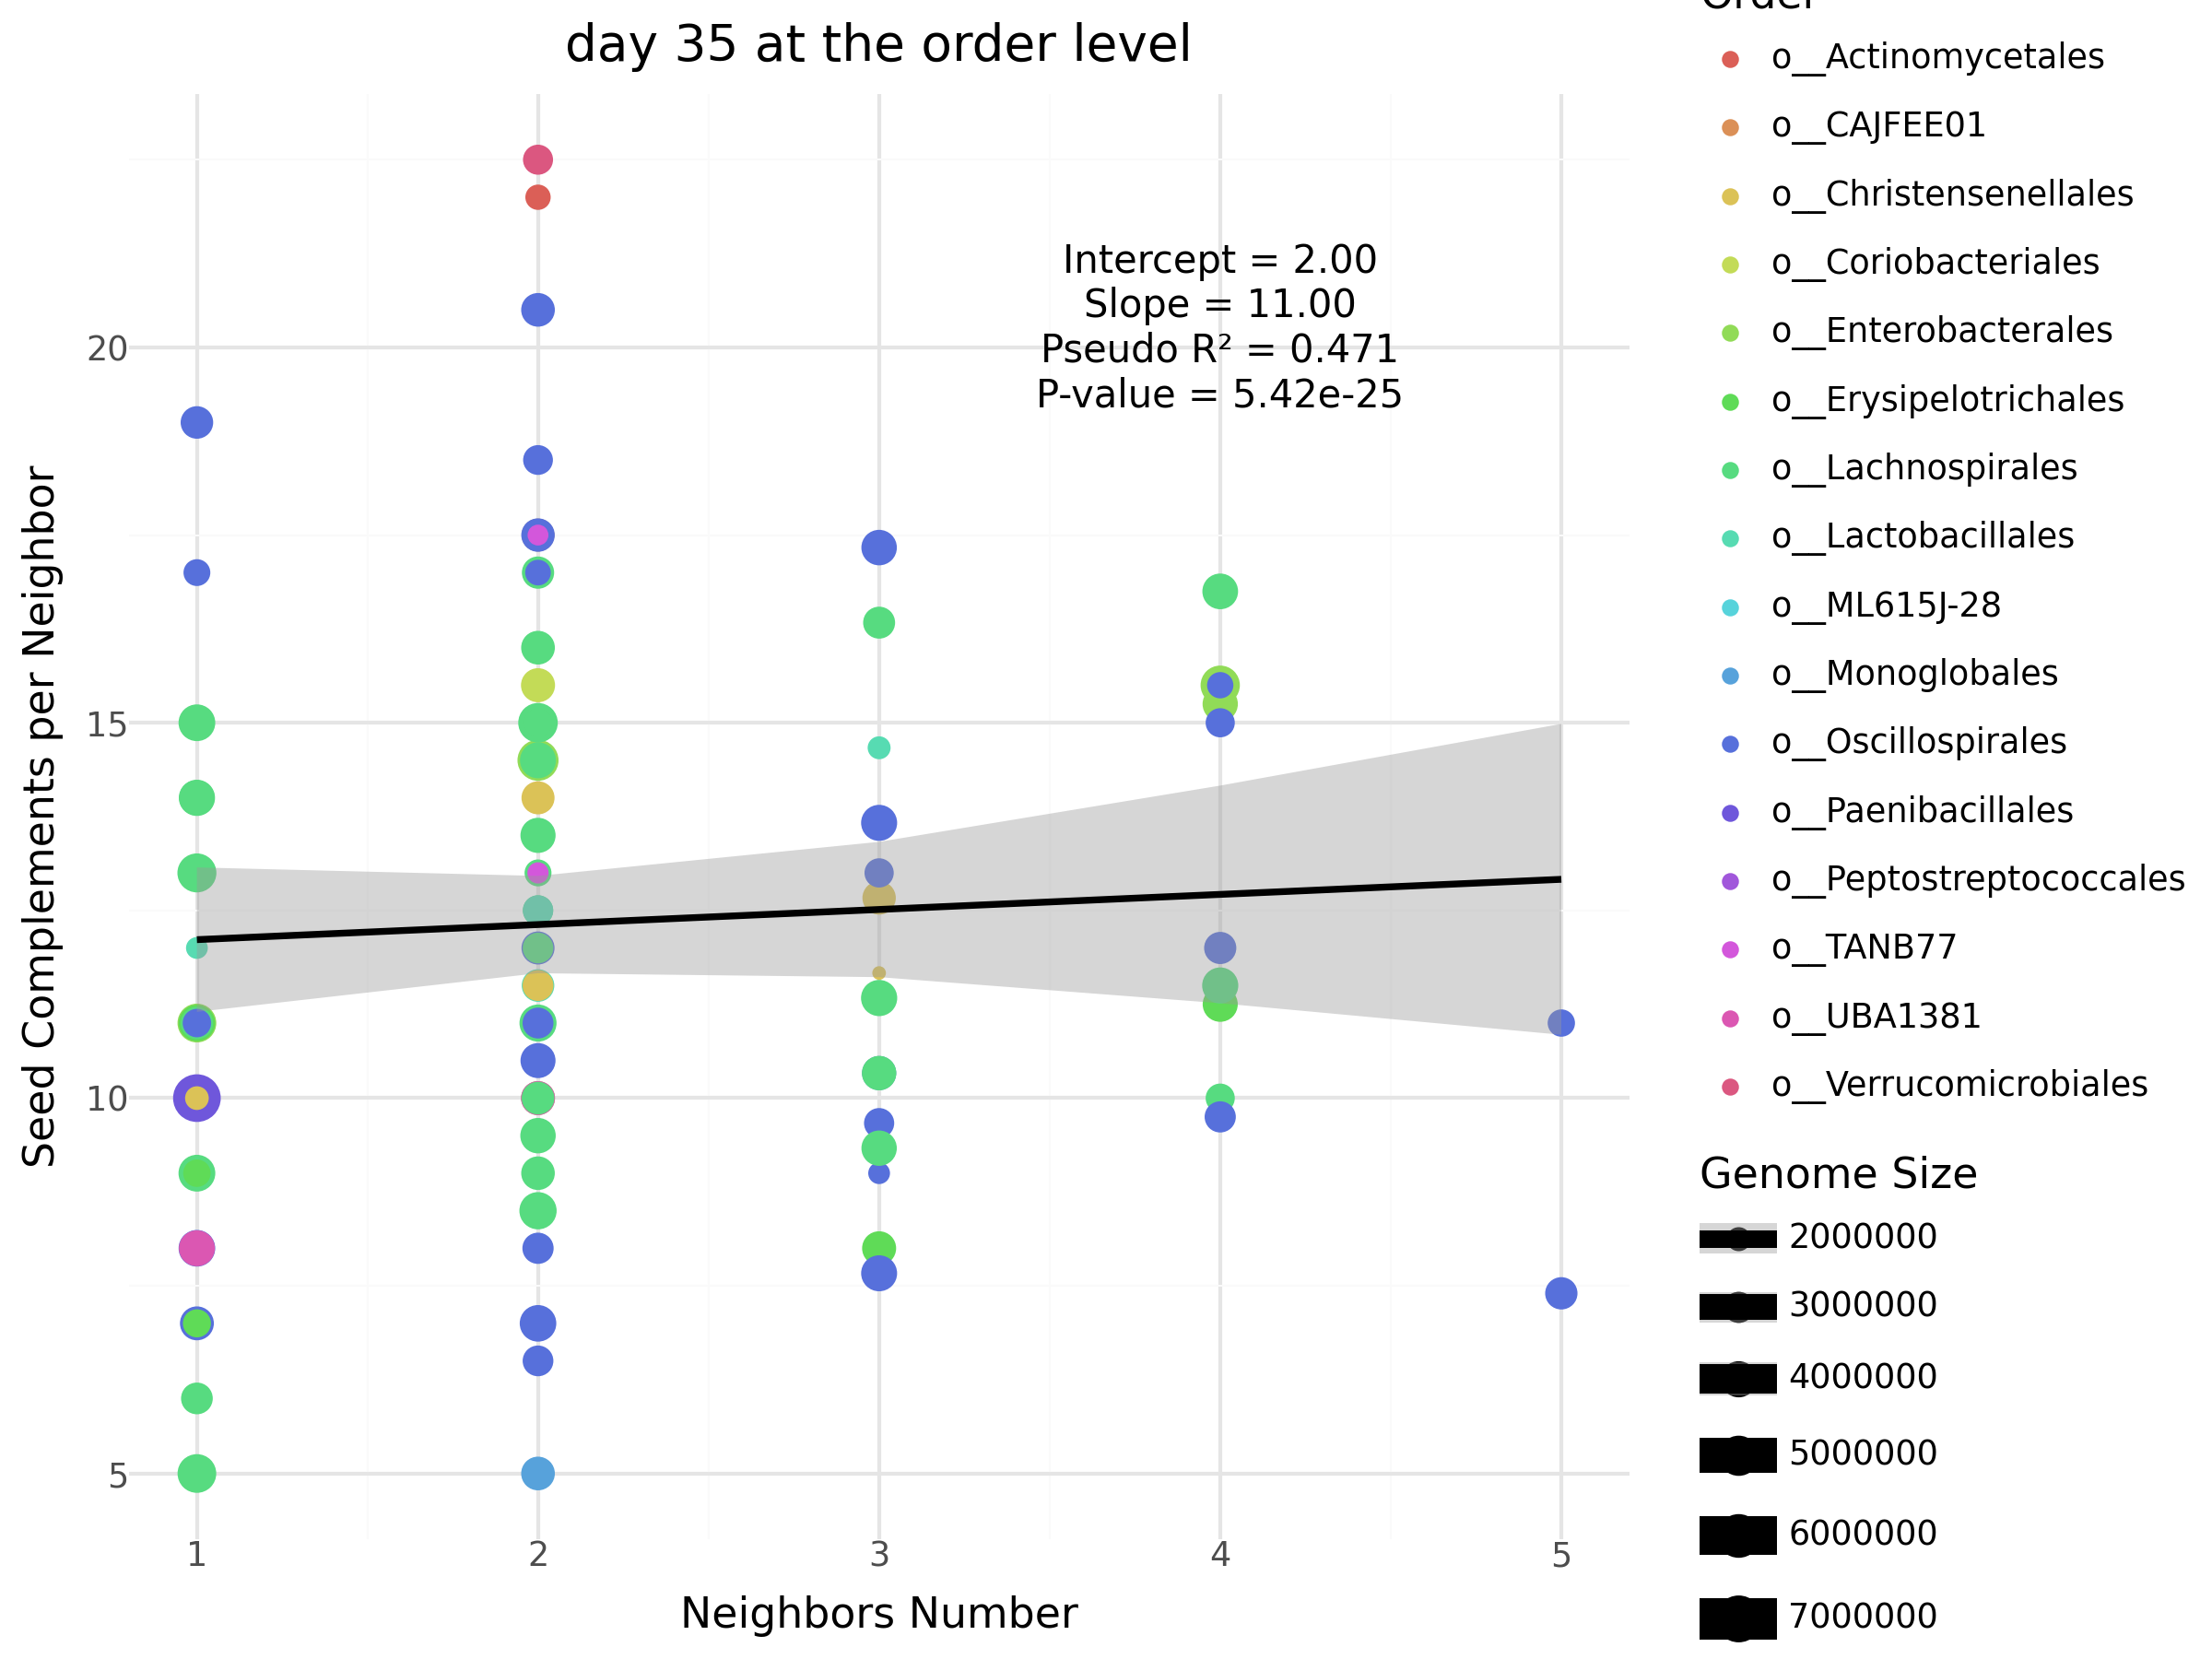 day 35 at the order level
Intercept = 2.00
Slope = 11.00
Pseudo R² = 0.471
P-value = 5.42e-25
Seed Complements per Neighbor
20
15
10
5
1 2 3 4 5
Neighbors Number
Order
o__Actinomycetales
o__CAJFEE01
o__Christensenellales
o__Coriobacteriales
o__Enterobacterales
o__Erysipelotrichales
o__Lachnospirales
o__Lactobacillales
o__ML615J-28
o__Monoglobales
o__Oscillospirales
o__Paenibacillales
o__Peptostreptococcales
o__TANB77
o__UBA1381
o__Verrucomicrobiales
Genome Size
2000000
3000000
4000000
5000000
6000000
7000000